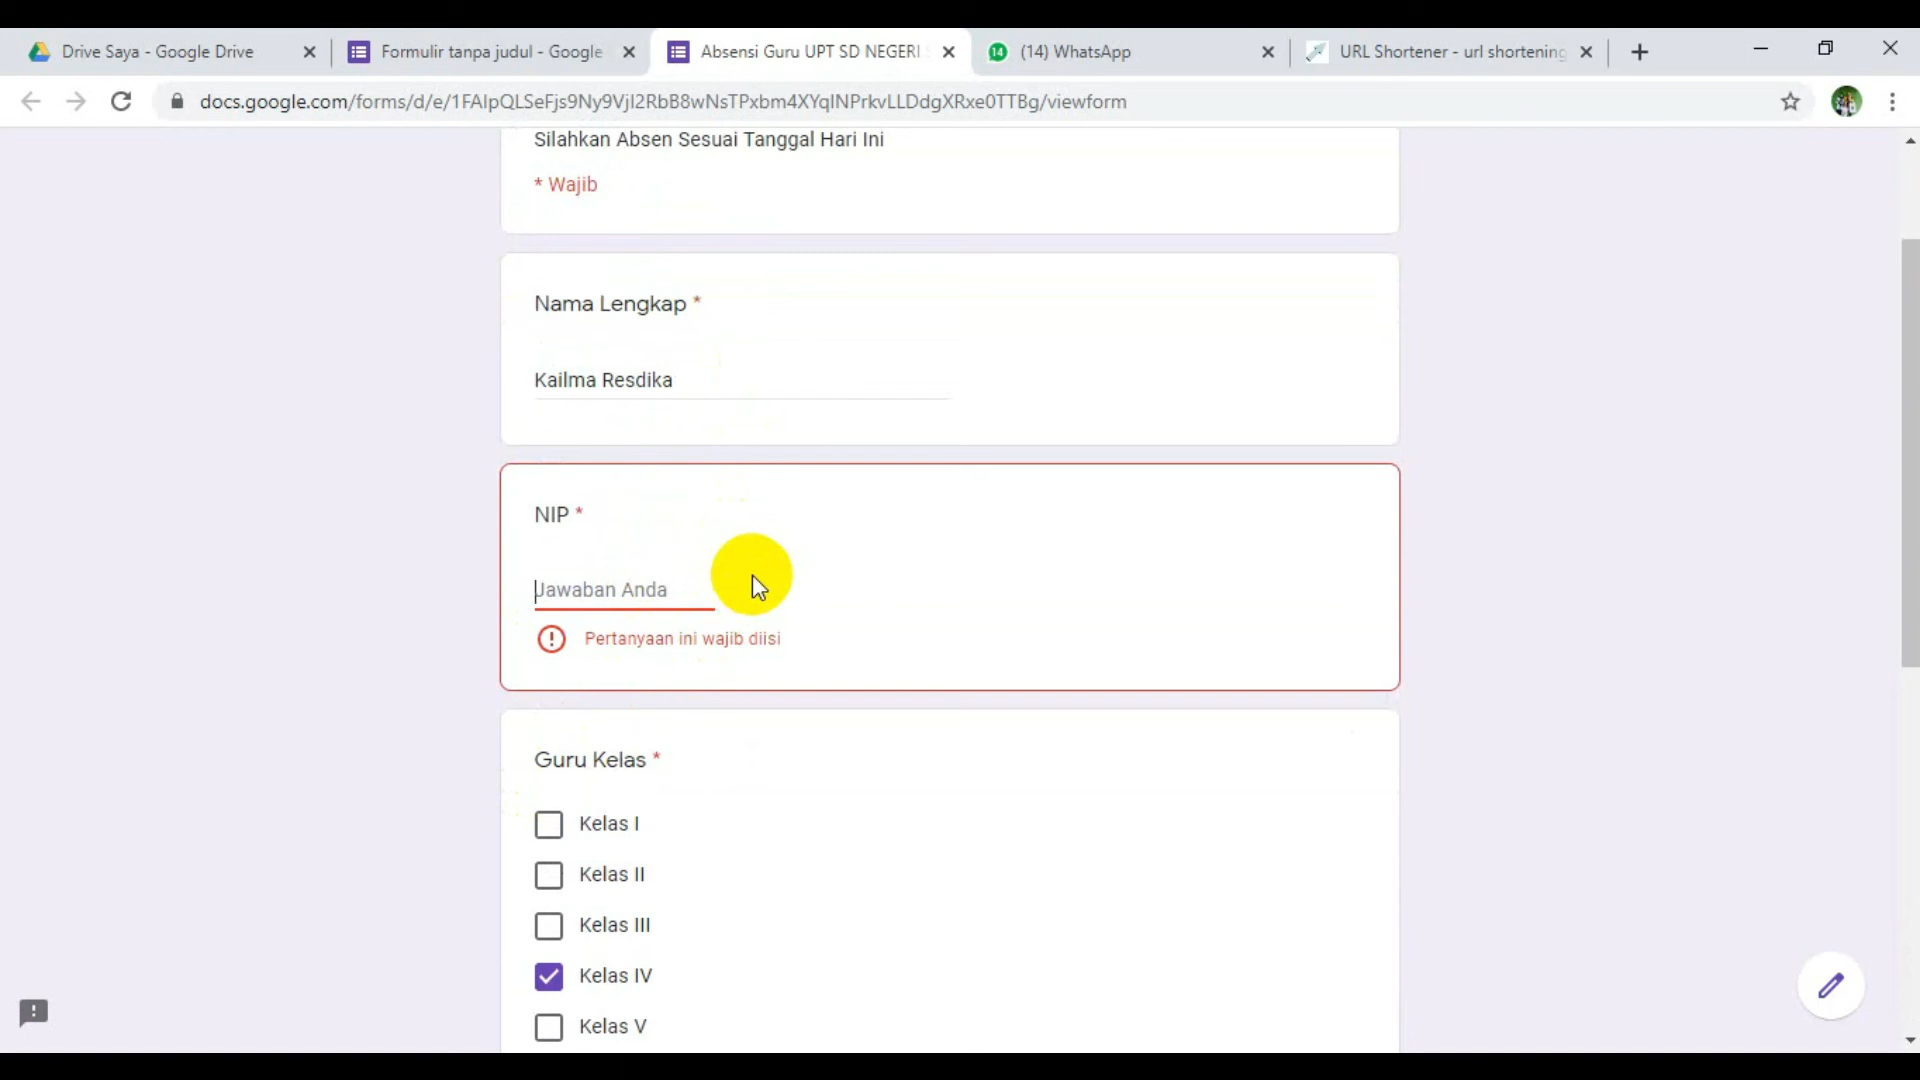 Drive Saya - Google Drive
Formulir tanpa judul - Google
Absensi Guru UPT SD NEGERI
14
(14) WhatsApp
URL Shortener - url shortening
docs.google.com/forms/d/e/1FAIpQLSeFjs9Ny9VjI2RbB8wNsTPxbm4XYqINPrkvLLDdgXRxe0TTBg/viewform
Silahkan Absen Sesuai Tanggal Hari Ini
* Wajib
Nama Lengkap *
Kailma Resdika
NIP *
Jawaban Anda
Pertanyaan ini wajib diisi
Guru Kelas *
Kelas I
Kelas II
Kelas III
Kelas IV
Kelas V